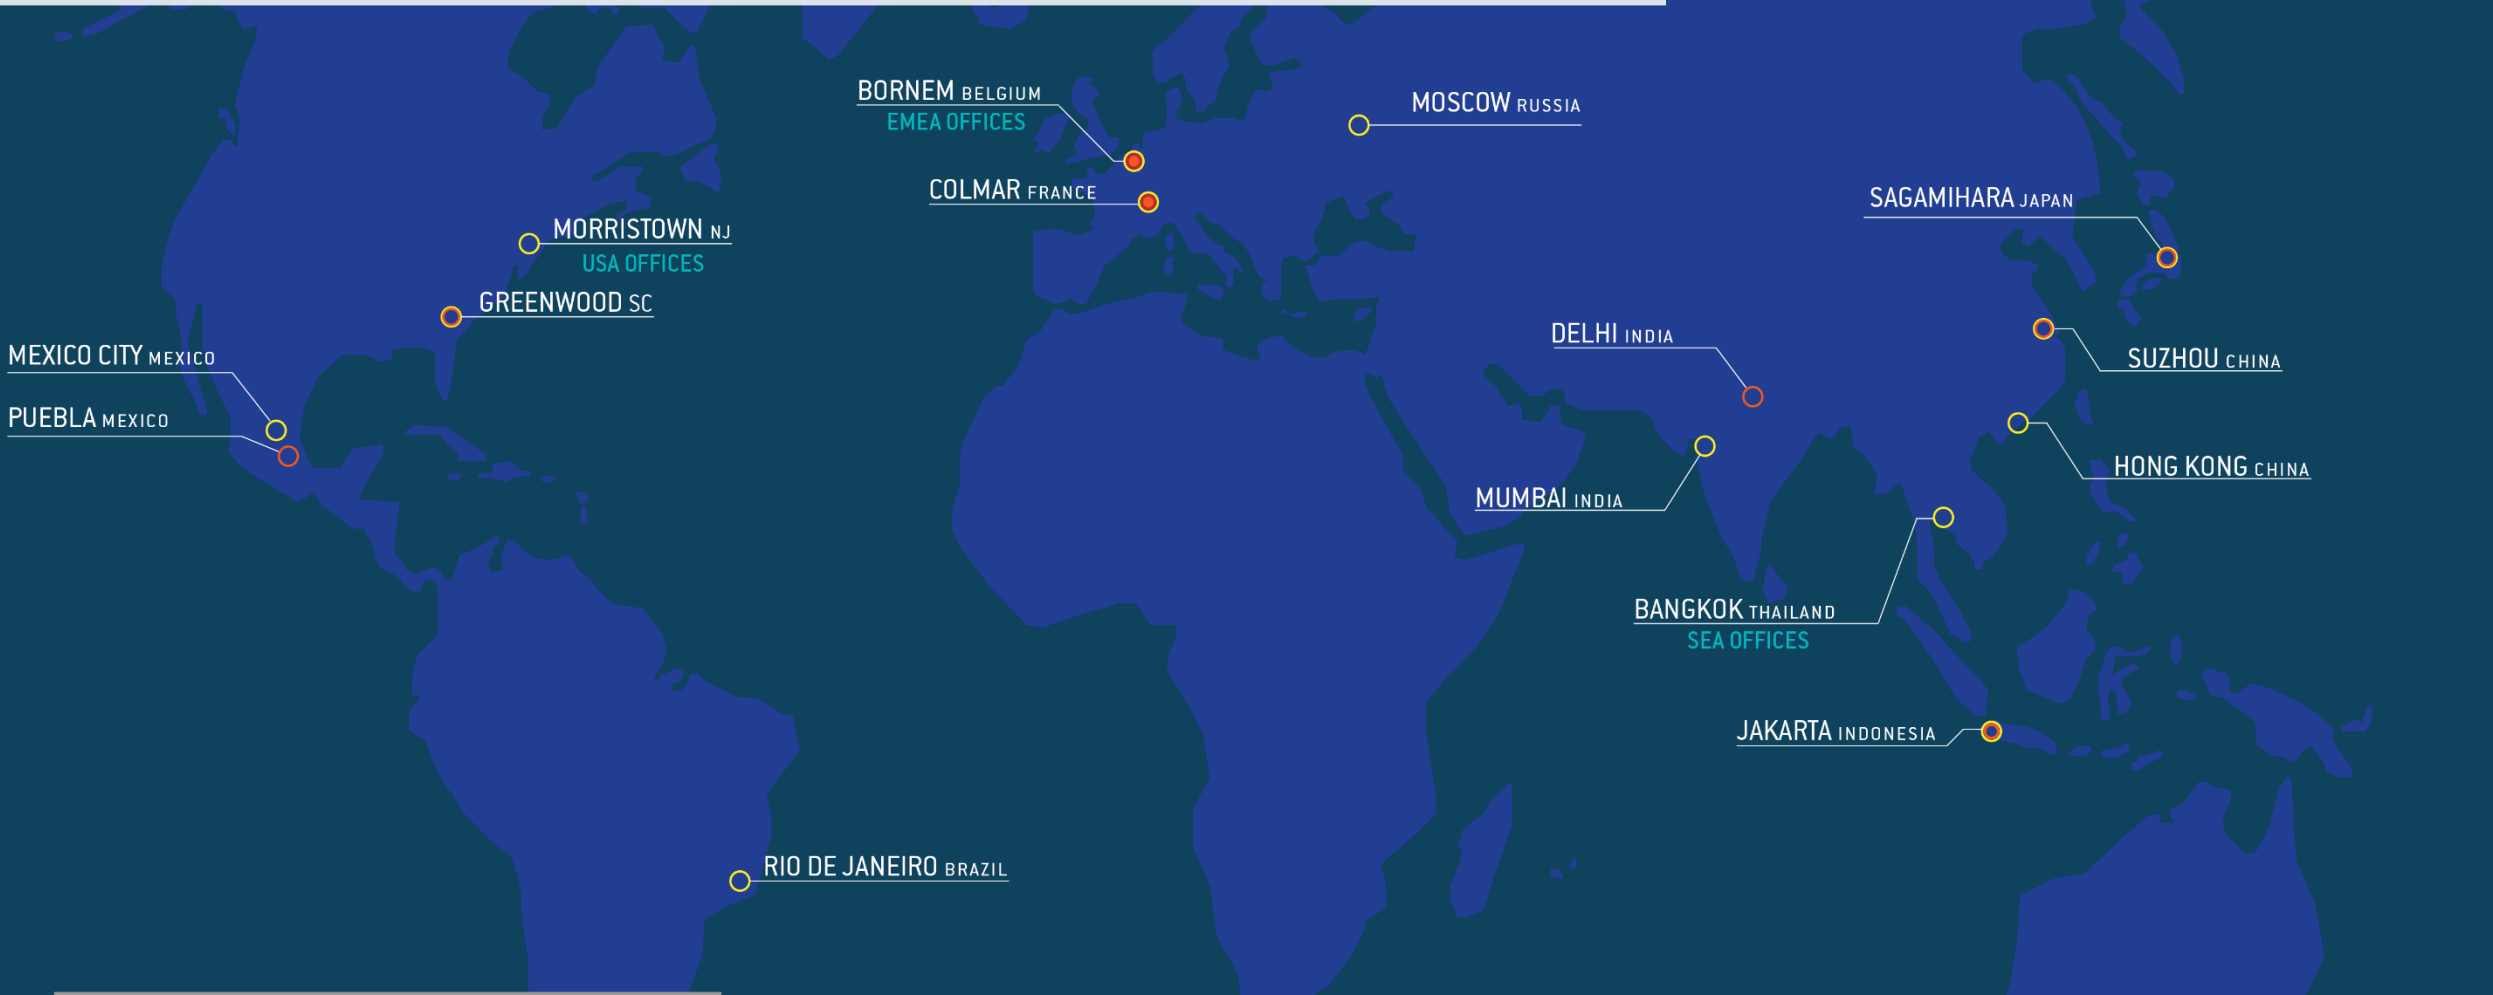 BORNEM BELGIUM
EMEA OFFICES
MOSCOW RUSSIA
COLMAR FRANCE
SAGAMIHARA JAPAN
MORRISTOWN NJ
USA OFFICES
GREENWOOD SC
MEXICO CITY MEXICO
PUEBLA MEXICO
DELHI INDIA
SUZHOU CHINA
HONG KONG CHINA
MUMBAI INDIA
BANGKOK THAILAND
SEA OFFICES
JAKARTA INDONESIA
RIO DE JANEIRO BRAZIL